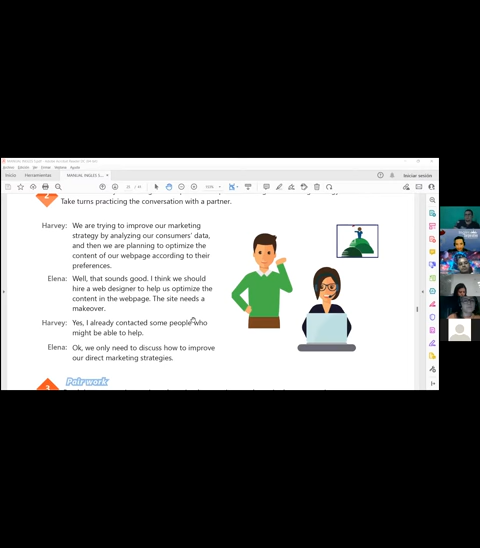 MANUAL INGLES
Inicio
Herramientas
MANUAL INGLES
Iniciar sesión
2
Take turns practicing the conversation with a partner.
Harvey: We are trying to improve our marketing
strategy by analyzing our consumers' data,
and then we are planning to optimize the
content of our webpage according to their
preferences.
Elena: Well, that sounds good. I think we should
hire a web designer to help us optimize the
content in the webpage. The site needs a
makeover.
Harvey: Yes, I already contacted some people who
might be able to help.
Elena: Ok, we only need to discuss how to improve
our direct marketing strategies.
3
Pair work